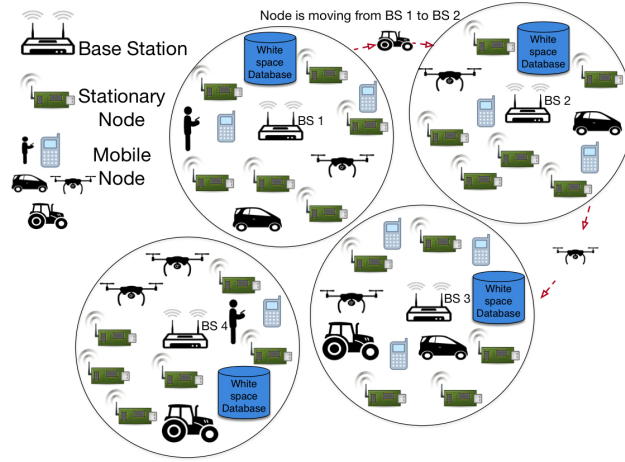 Node is moving from BS 1 to BS 2
Base Station
Stationary
Node
Mobile
Node
White
space
Database
BS 1
White
space
Database
BS 2
White
space
Database
BS 3
BS 4
White
space
Database